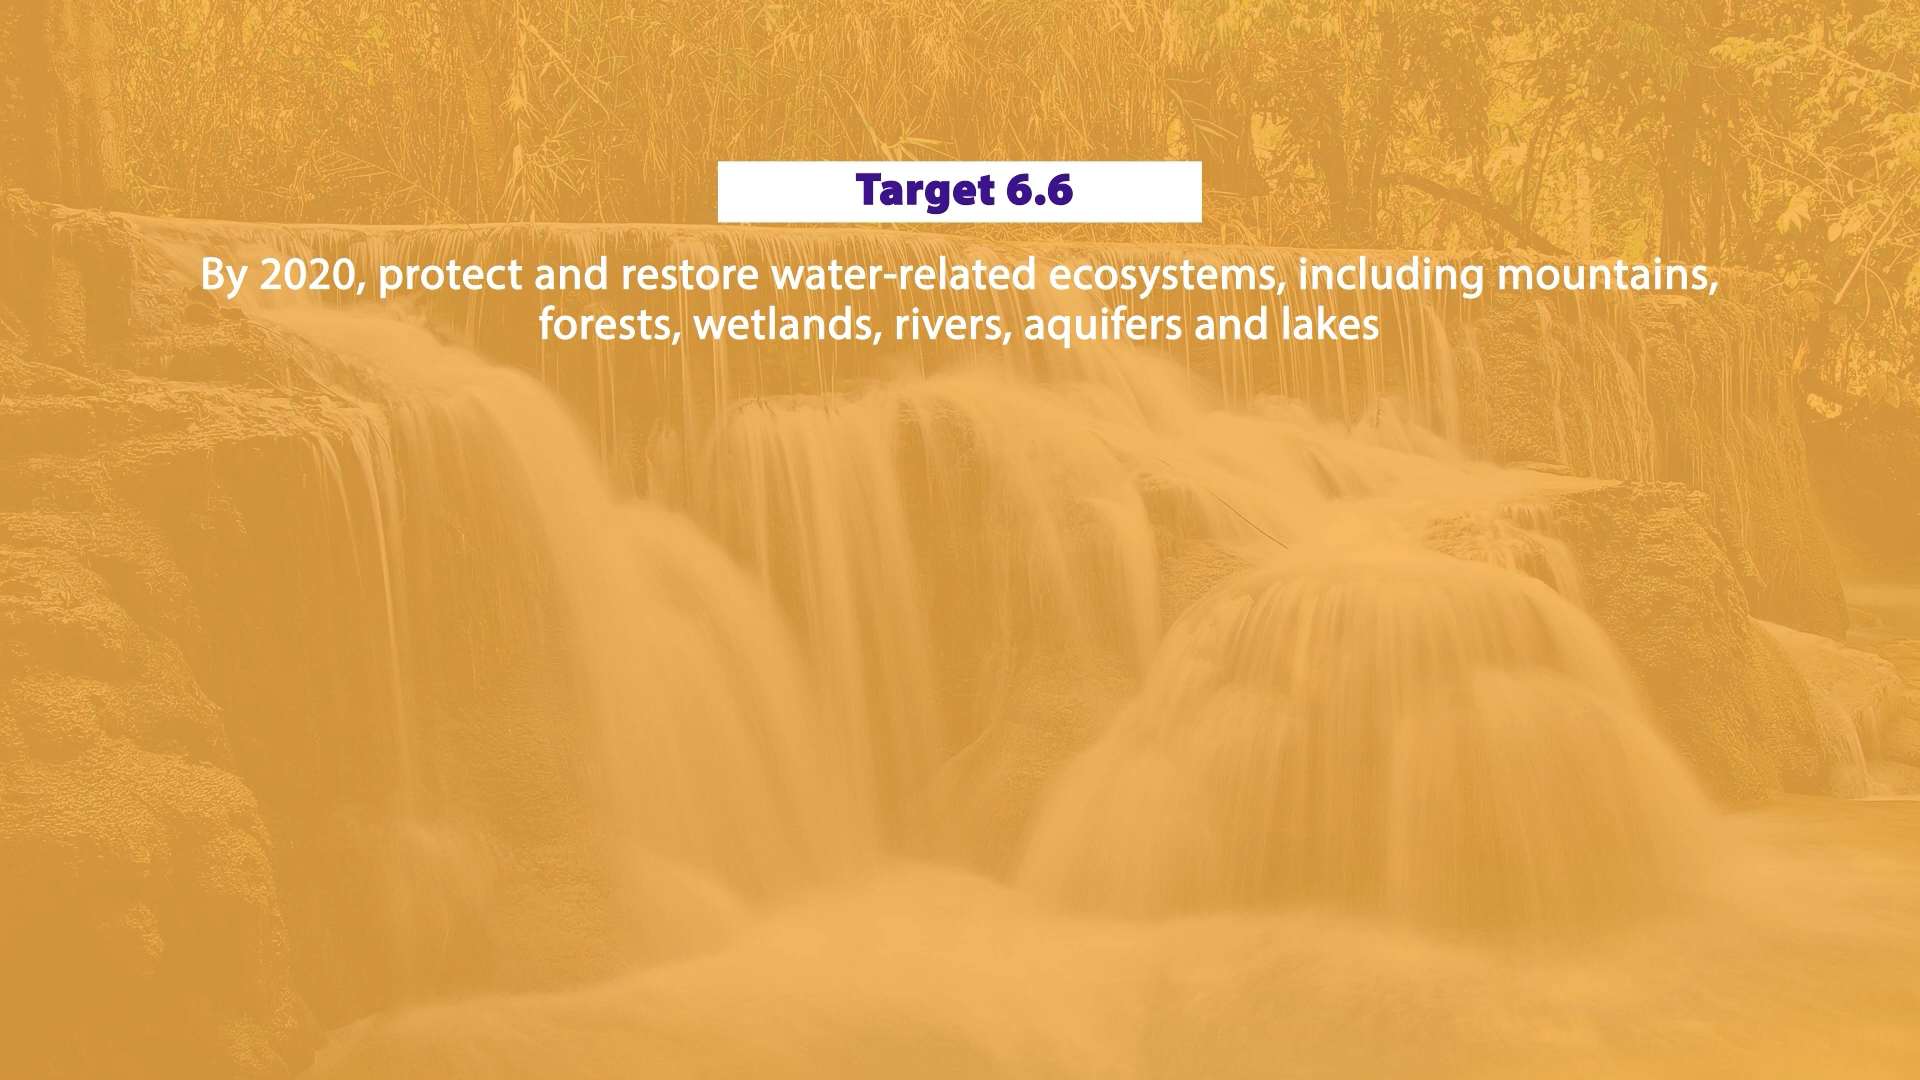 Target 6.6
By 2020, protect and restore water-related ecosystems, including mountains,
forests, wetlands, rivers, aquifers and lakes